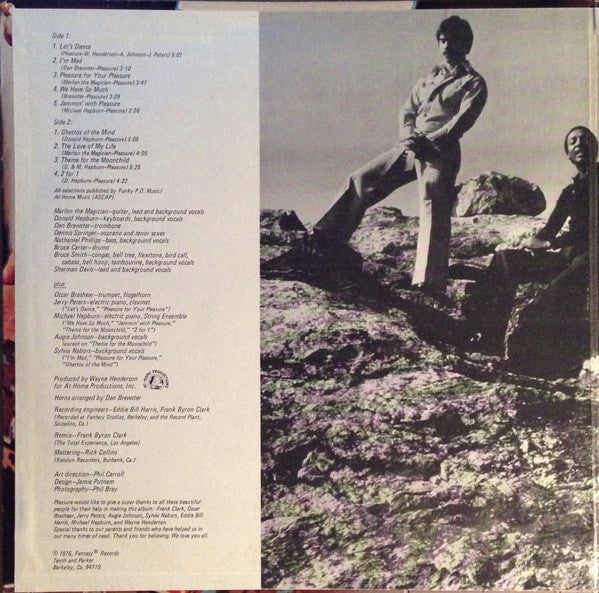 Side 1:
1. Let's Dance
(Pleasure–W. Henderson–A. Johnson–J. Peters) 5:01
2. I'm Mad
(Dan Brewster–Pleasure) 3:10
3. Pleasure for Your Pleasure
(Marlon the Magician–Pleasure) 3:47
4. We Have So Much
(Brewster–Pleasure) 3:29
5. Jammin' with Pleasure
(Michael Hepburn–Pleasure) 2:26
Side 2:
1. Ghettos of the Mind
(Donald Hepburn–Pleasure) 5:05
2. The Love of My Life
(Marlon the Magician–Pleasure) 4:05
3. Theme for the Moonchild
(D. & M. Hepburn–Pleasure) 5:25
4. 2 for 1
(D. Hepburn–Pleasure) 4:22
All selections published by Funky P.O. Music/
At Home Music (ASCAP).
Marlon the Magician–guitar, lead and background vocals
Donald Hepburn–keyboards, background vocals
Dan Brewster–trombone
Dennis Springer–soprano and tenor saxes
Nathaniel Phillips–bass, background vocals
Bruce Carter–drums
Bruce Smith–congas, bell tree, flexitone, bird call,
cabasa, bell hoop, tambourine, background vocals
Sherman Davis–lead and background vocals
plus
Oscar Brashear–trumpet, flugelhorn
Jerry Peters–electric piano, clavinet
("Let's Dance," "Pleasure for Your Pleasure")
Michael Hepburn–electric piano, String Ensemble
("We Have So Much," "Jammin' with Pleasure,"
"Theme for the Moonchild," "2 for 1")
Augie Johnson–background vocals
(except on "Theme for the Moonchild")
Sylvia Nabors–background vocals
("I'm Mad," "Pleasure for Your Pleasure,"
"Ghettos of the Mind")
Produced by Wayne Henderson
for At-Home Productions, Inc.
AT-HOME PRODUCTIONS
Horns arranged by Dan Brewster
Recording engineers–Eddie Bill Harris, Frank Byron Clark
(Recorded at Fantasy Studios, Berkeley, and the Record Plant,
Sausalito, Ca.)
Remix–Frank Byron Clark
(The Total Experience, Los Angeles)
Mastering–Rick Collins
(Kendun Recorders, Burbank, Ca.)
Art direction–Phil Carroll
Design–Jamie Putnam
Photography–Phil Bray
Pleasure would like to give a super thanks to all these beautiful
people for their help in making this album: Frank Clark, Oscar
Brashear, Jerry Peters, Augie Johnson, Sylvia Nabors, Eddie Bill
Harris, Michael Hepburn, and Wayne Henderson.
Special thanks to our parents and friends who have helped us in
our many times of need. Thank you for believing. We love you all.
℗ 1976, Fantasy® Records
Tenth and Parker
Berkeley, Ca. 94710